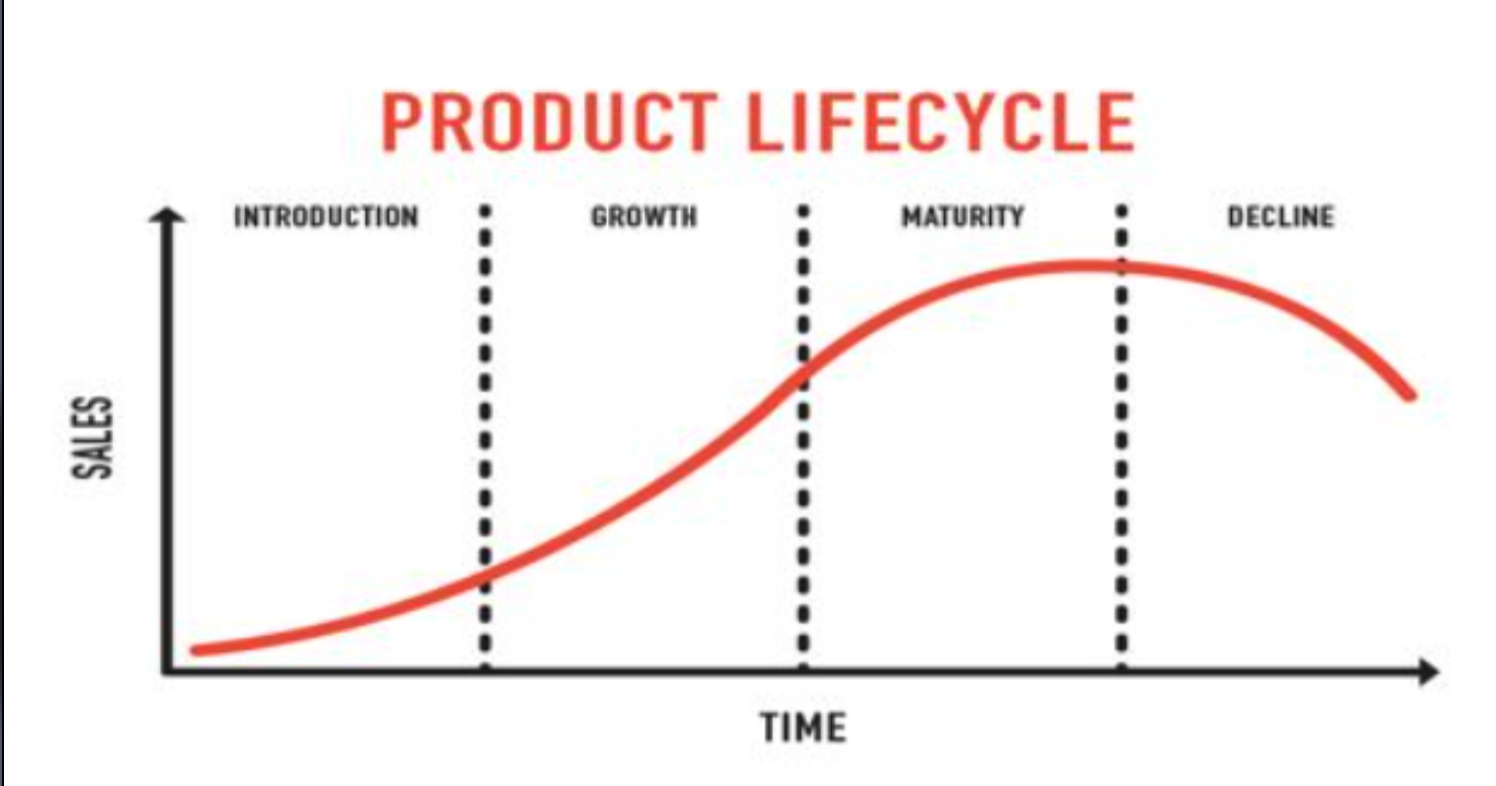 PRODUCT LIFECYCLE
INTRODUCTION
GROWTH
MATURITY
DECLINE
SALES
TIME